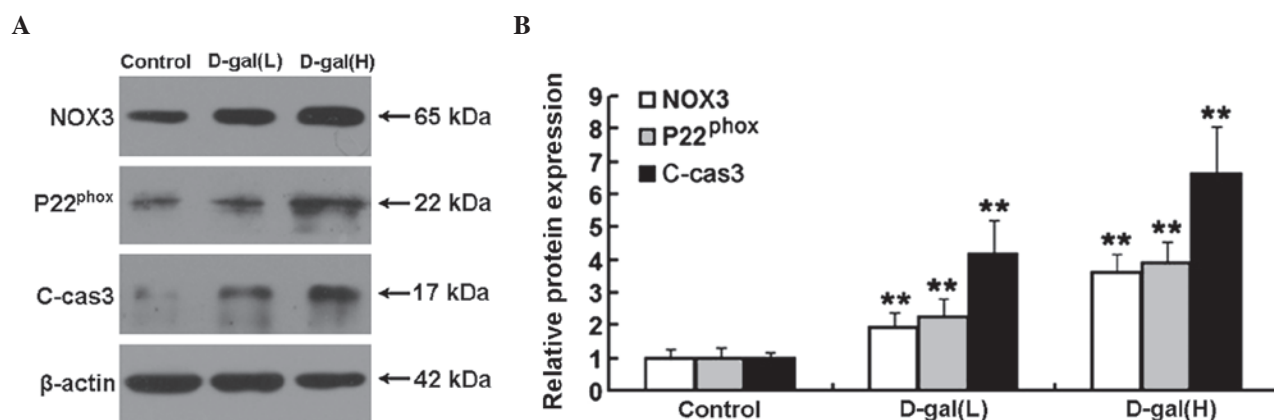 A
Control D-gal(L) D-gal(H)
NOX3
65 kDa
P22phox
22 kDa
C-cas3
17 kDa
β-actin
42 kDa
B
Relative protein expression
9
8
7
6
5
4
3
2
1
0
NOX3
P22phox
C-cas3
** ** **
** ** **
Control D-gal(L) D-gal(H)